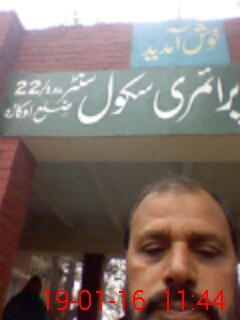 خوش آمدید
پرائمری سکول سنٹر 22/
ضلع اوکاڑہ
19-01-16 11:44